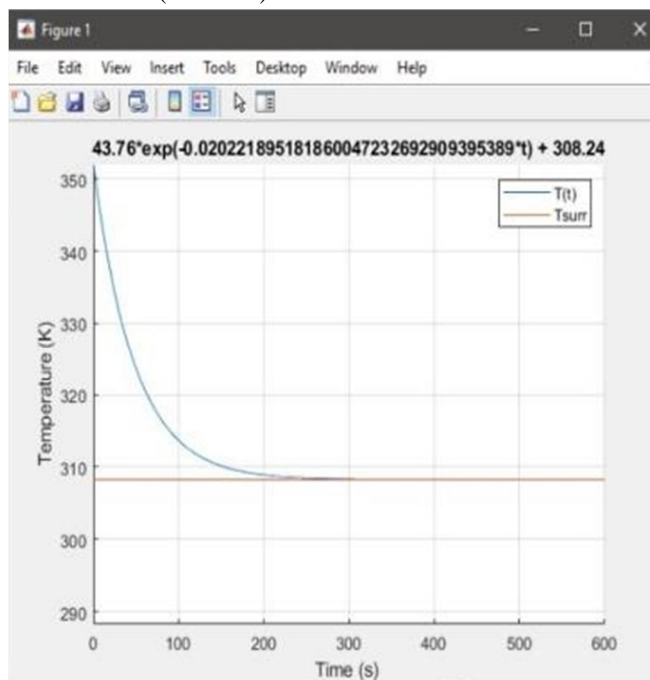 Figure 1
File Edit View Insert Tools Desktop Window Help
43.76*exp(-0.020221895181860047232692909395389*t) + 308.24
T(t)
Tsurr
350
340
330
320
310
300
290
Temperature (K)
0 100 200 300 400 500 600
Time (s)